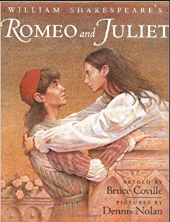 WILLIAM SHAKESPEARE'S
ROMEO and JULIET
RETOLD BY
Bruce Coville
PICTURES BY
Dennis Nolan